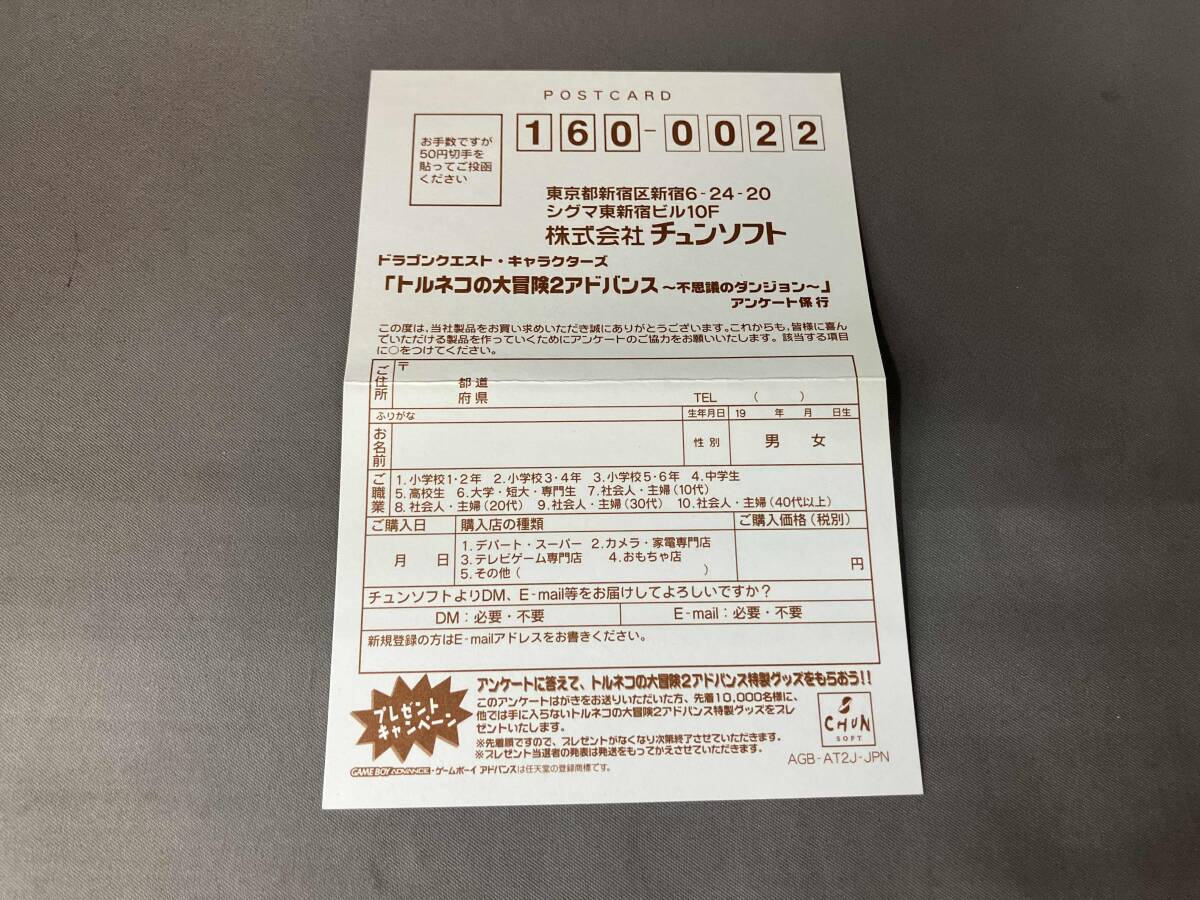 POSTCARD
お手数ですが
50円切手を
貼ってご投函
ください
160-0022
東京都新宿区新宿6-24-20
シグマ東新宿ビル10F
株式会社 チュンソフト
ドラゴンクエスト・キャラクターズ
「トルネコの大冒険2アドバンス ～不思議のダンジョン～」
アンケート係 行
この度は、当社製品をお買い求めいただき誠にありがとうございます。これからも、皆様に喜ん
でいただける製品を作っていくためにアンケートのご協力をお願いいたします。該当する項目
に○をつけてください。
ご住所
〒
都 道
府 県
TEL ( )
ふりがな
生年月日 19 年 月 日生
お名前
性 別 男 女
ご職業
1. 小学校1・2年 2. 小学校3・4年 3. 小学校5・6年 4. 中学生
5. 高校生 6. 大学・短大・専門生 7. 社会人・主婦(10代)
8. 社会人・主婦(20代) 9. 社会人・主婦(30代) 10. 社会人・主婦(40代以上)
ご購入日 購入店の種類 ご購入価格(税別)
月 日
1. デパート・スーパー 2. カメラ・家電専門店
3. テレビゲーム専門店 4. おもちゃ店
5. その他( )
円
チュンソフトよりDM、E-mail等をお届けしてよろしいですか?
DM:必要・不要 E-mail:必要・不要
新規登録の方はE-mailアドレスをお書きください。
プレゼント
キャンペーン
アンケートに答えて、トルネコの大冒険2アドバンス特製グッズをもらおう!!
このアンケートはがきをお送りいただいた方、先着10,000名様に、
他では手に入らないトルネコの大冒険2アドバンス特製グッズをプレ
ゼントいたします。
※先着順ですので、プレゼントがなくなり次第終了させていただきます。
※プレゼント当選者の発表は発送をもってかえさせていただきます。
CHUN
SOFT
AGB-AT2J-JPN
GAME BOY ADVANCE・ゲームボーイ アドバンスは任天堂の登録商標です。